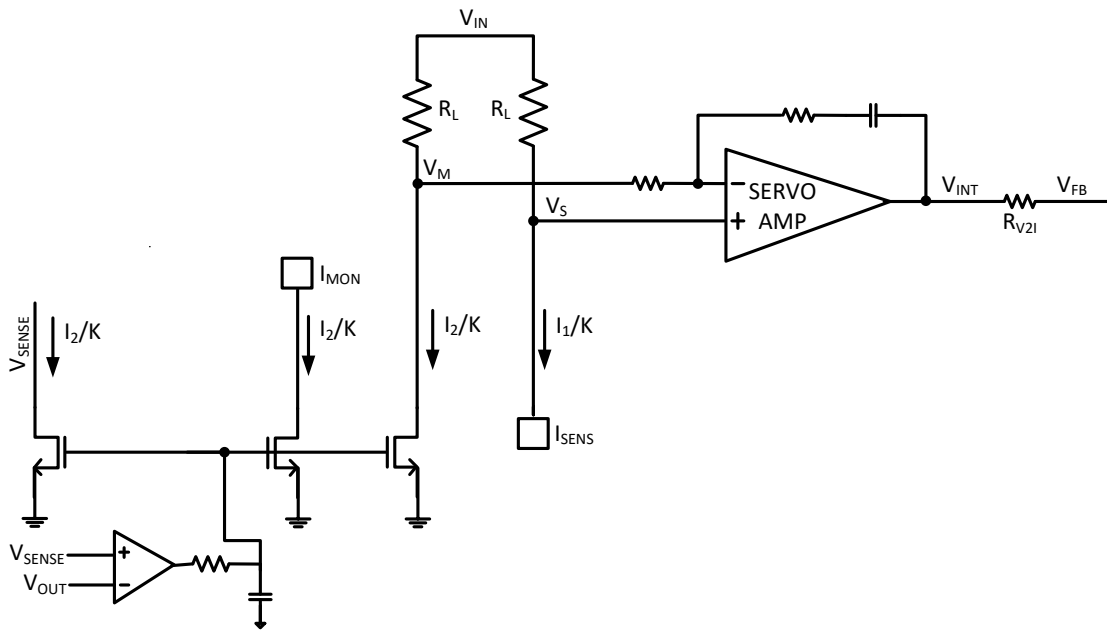 V_IN
R_L
R_L
V_M
V_S
− SERVO
+ AMP
V_INT
V_FB
R_V2I
I_MON
V_SENSE
I_2/K
I_2/K
I_2/K
I_1/K
I_SENS
V_SENSE +
V_OUT −